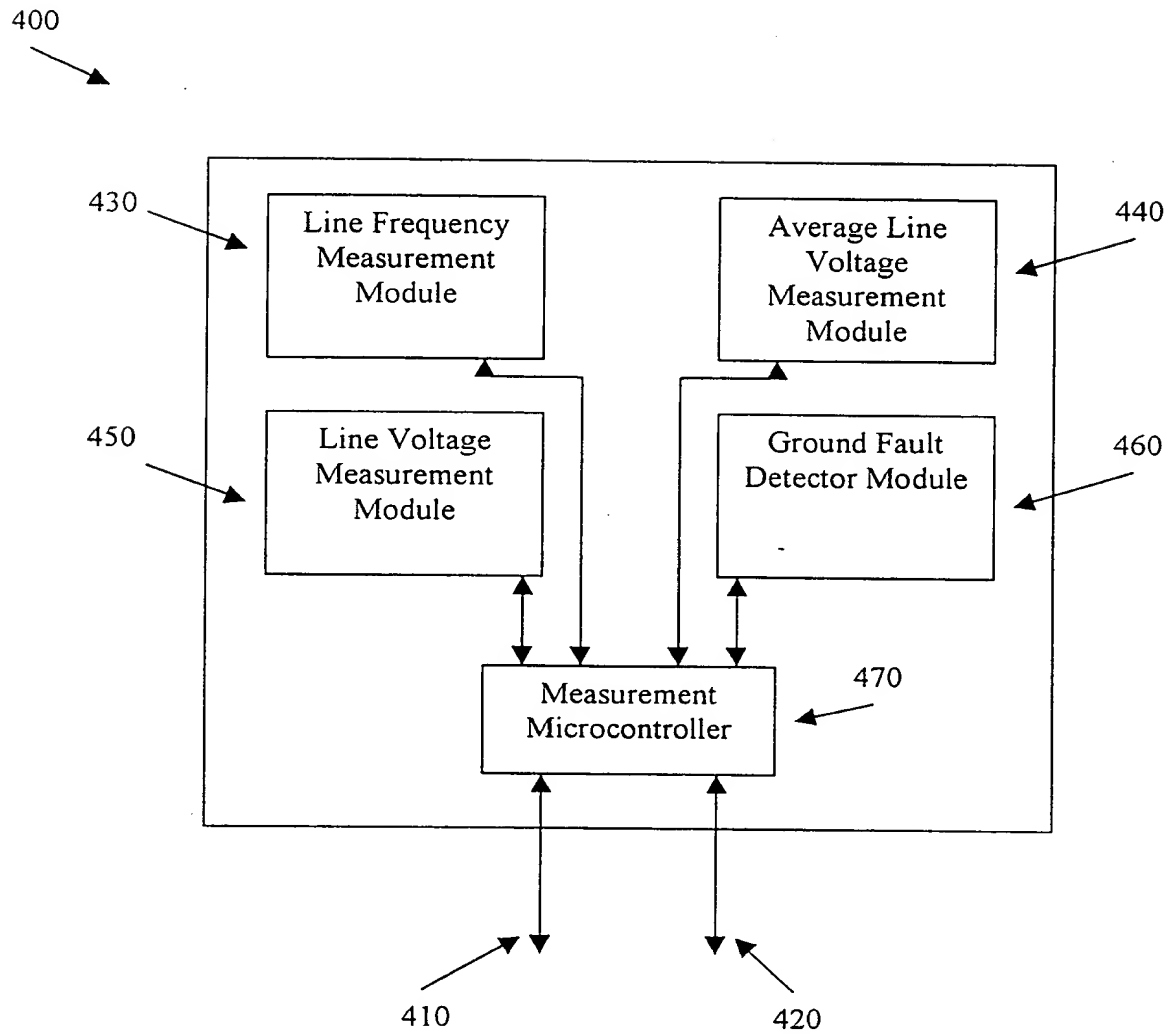 400
430
Line Frequency
Measurement
Module
Average Line
Voltage
Measurement
Module
440
450
Line Voltage
Measurement
Module
Ground Fault
Detector Module
460
Measurement
Microcontroller
470
410
420